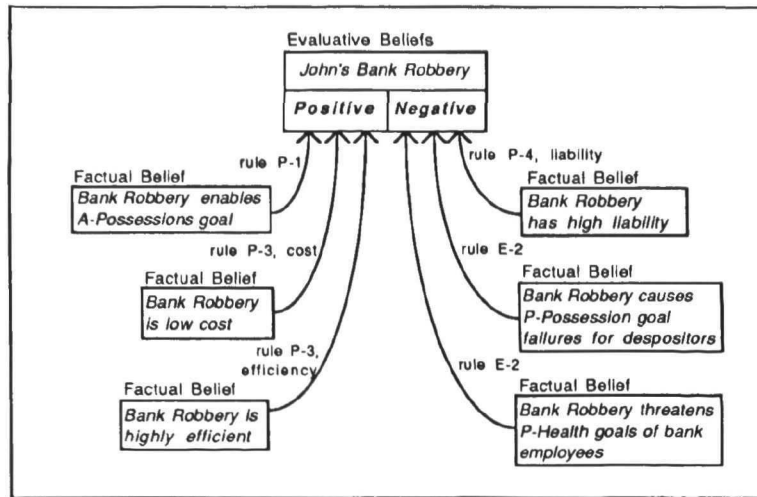 Evaluative Beliefs
John's Bank Robbery
Positive
Negative
rule P-1
Factual Belief
Bank Robbery enables
A-Possessions goal
rule P-3, cost
Factual Belief
Bank Robbery
is low cost
rule P-3,
efficiency
Factual Belief
Bank Robbery is
highly efficient
rule P-4, liability
Factual Belief
Bank Robbery
has high liability
rule E-2
Factual Belief
Bank Robbery causes
P-Possession goal
failures for despositors
rule E-2
Factual Belief
Bank Robbery threatens
P-Health goals of bank
employees